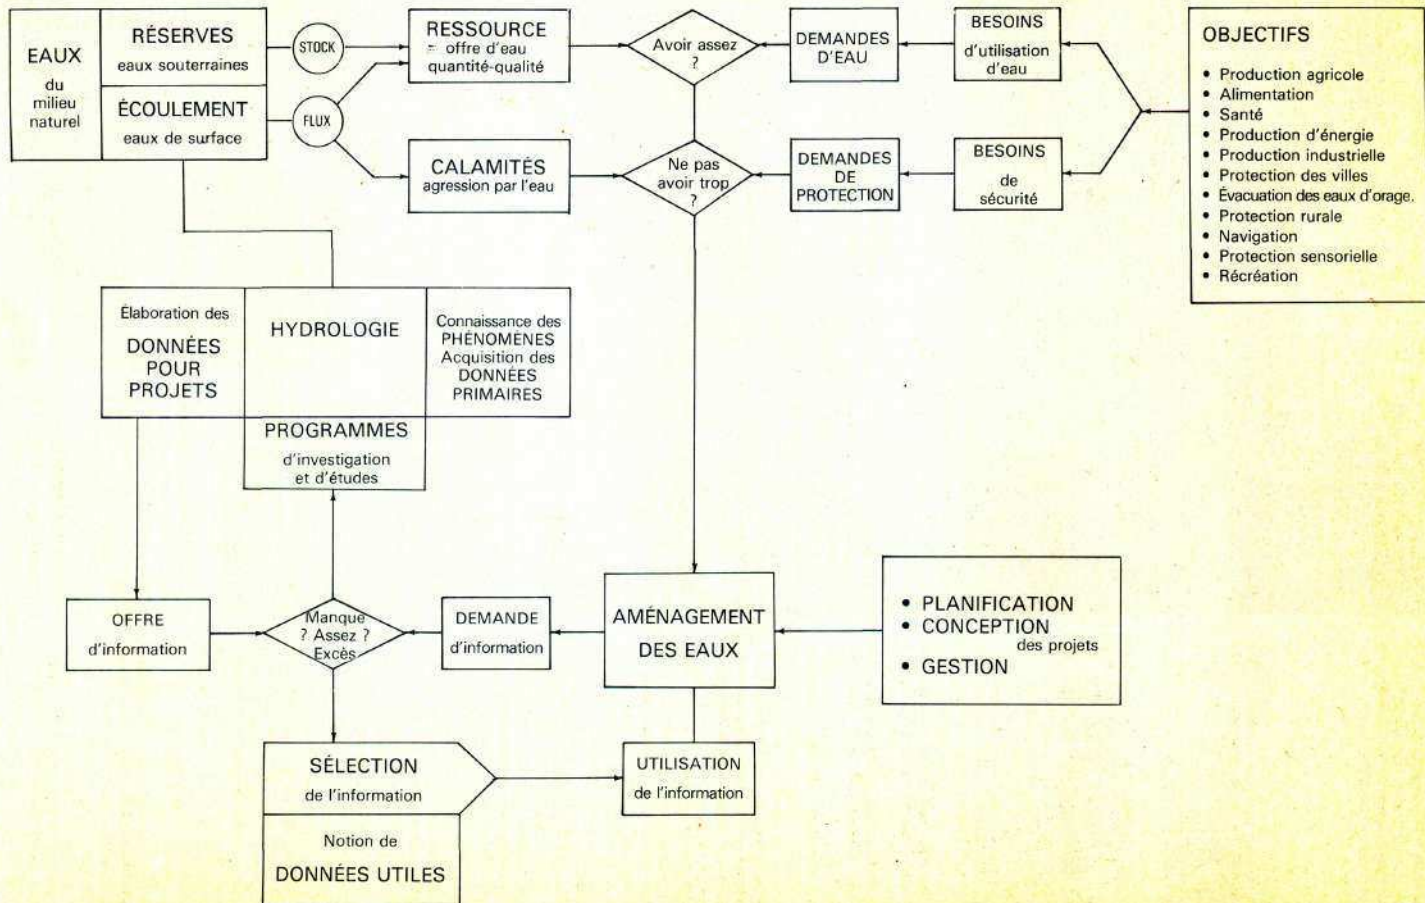 EAUX
du
milieu
naturel
RÉSERVES
eaux souterraines
ÉCOULEMENT
eaux de surface
STOCK
FLUX
RESSOURCE
= offre d'eau
quantité-qualité
CALAMITÉS
agression par l'eau
Avoir assez
?
Ne pas
avoir trop
?
DEMANDES
D'EAU
DEMANDES
DE
PROTECTION
BESOINS
d'utilisation
d'eau
BESOINS
de
sécurité
OBJECTIFS
• Production agricole
• Alimentation
• Santé
• Production d'énergie
• Production industrielle
• Protection des villes
• Évacuation des eaux d'orage.
• Protection rurale
• Navigation
• Protection sensorielle
• Récréation
Élaboration des
DONNÉES
POUR
PROJETS
HYDROLOGIE
Connaissance des
PHÉNOMÈNES
Acquisition des
DONNÉES
PRIMAIRES
PROGRAMMES
d'investigation
et d'études
OFFRE
d'information
Manque
? Assez ?
Excès
DEMANDE
d'information
AMÉNAGEMENT
DES EAUX
• PLANIFICATION
• CONCEPTION
des projets
• GESTION
SÉLECTION
de l'information
Notion de
DONNÉES UTILES
UTILISATION
de l'information